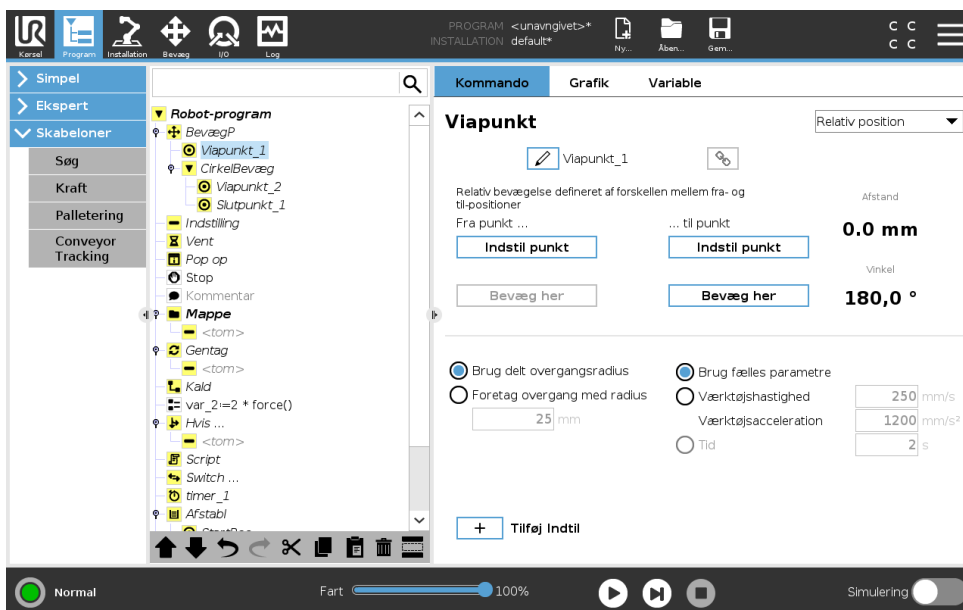 PROGRAM <unavngivet>*
INSTALLATION default*
Kørsel
Program
Installation
Bevæg
I/O
Log
Ny...
Åben...
Gem...
C C
C C
Simpel
Ekspert
Skabeloner
Søg
Kraft
Palletering
Conveyor
Tracking
Robot-program
BevægP
Viapunkt_1
CirkelBevæg
Viapunkt_2
Slutpunkt_1
Indstilling
Vent
Pop op
Stop
Kommentar
Mappe
<tom>
Gentag
<tom>
Kald
var_2:=2 * force()
Hvis ...
<tom>
Script
Switch ...
timer_1
Afstabl
Kommando
Grafik
Variable
Viapunkt
Relativ position
Viapunkt_1
Relativ bevægelse defineret af forskellen mellem fra- og
til-positioner
Fra punkt ...
... til punkt
Indstil punkt
Indstil punkt
Bevæg her
Bevæg her
Afstand
0.0 mm
Vinkel
180,0 °
Brug delt overgangsradius
Foretag overgang med radius
25 mm
Brug fælles parametre
Værktøjshastighed 250 mm/s
Værktøjsacceleration 1200 mm/s²
Tid 2 s
+ Tilføj Indtil
Normal
Fart
100%
Simulering